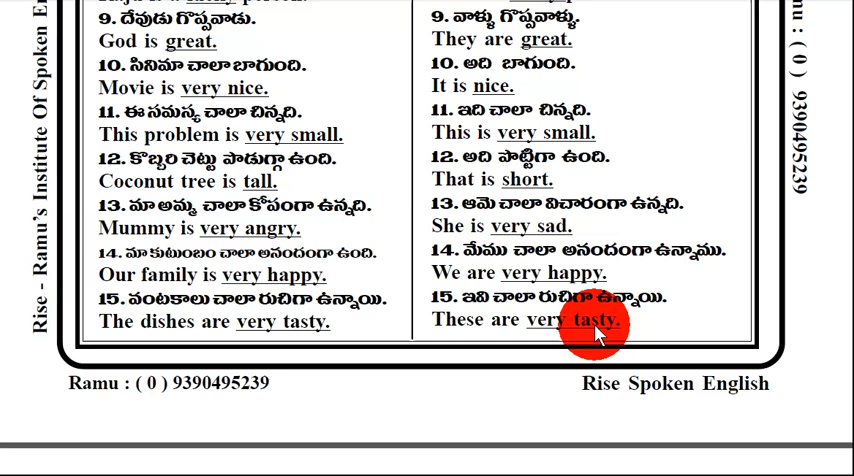 9. దేవుడు గొప్పవాడు.
God is great.
10. సినిమా చాలా బాగుంది.
Movie is very nice.
11. ఈ సమస్య చాలా చిన్నది.
This problem is very small.
12. కొబ్బరి చెట్టు పొడుగ్గా ఉంది.
Coconut tree is tall.
13. మా అమ్మ చాలా కోపంగా ఉన్నది.
Mummy is very angry.
14. మా కుటుంబం చాలా అనందంగా ఉంది.
Our family is very happy.
15. వంటకాలు చాలా రుచిగా ఉన్నాయి.
The dishes are very tasty.
9. వాళ్ళు గొప్పవాళ్ళు.
They are great.
10. అది బాగుంది.
It is nice.
11. ఇది చాలా చిన్నది.
This is very small.
12. అది పొట్టిగా ఉంది.
That is short.
13. ఆమె చాలా విచారంగా ఉన్నది.
She is very sad.
14. మేము చాలా అనందంగా ఉన్నాము.
We are very happy.
15. ఇవి చాలా రుచిగా ఉన్నాయి.
These are very tasty.
Rise - Ramu's Institute Of Spoken
: ( 0 ) 9390495239
Ramu : ( 0 ) 9390495239
Rise Spoken English